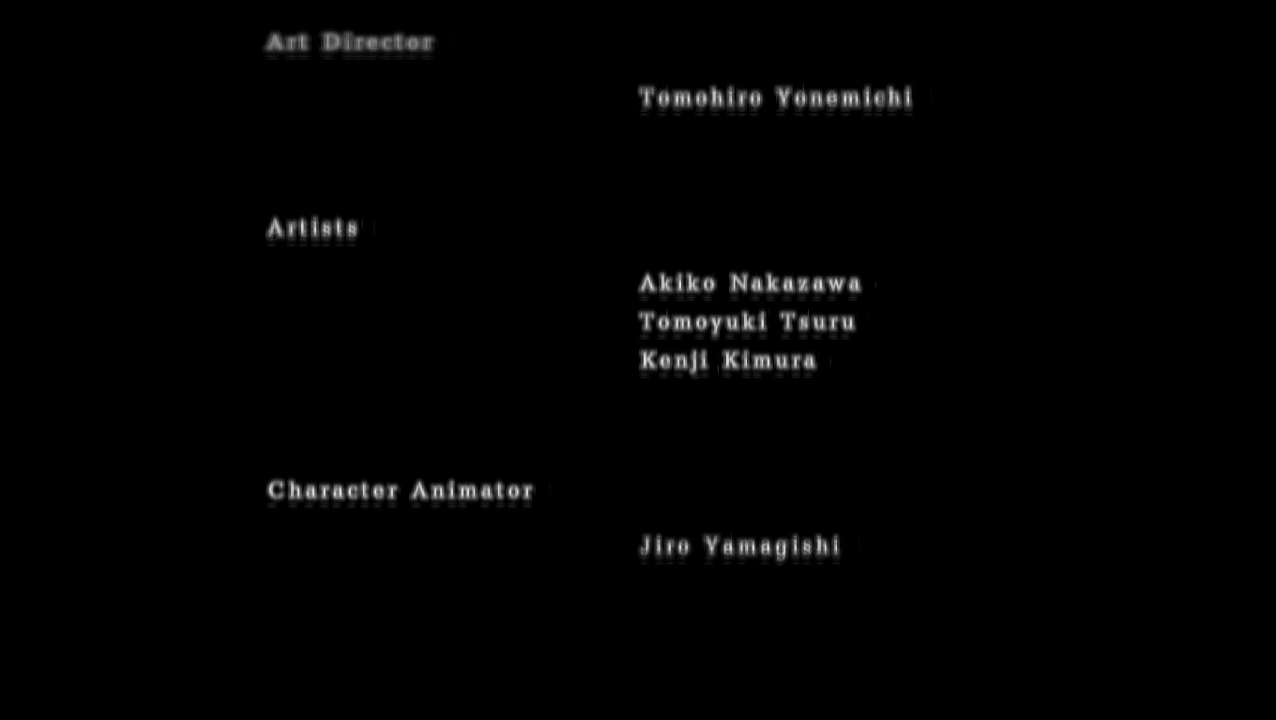 Art Director
Tomohiro Yonemichi
Artists
Akiko Nakazawa
Tomoyuki Tsuru
Kenji Kimura
Character Animator
Jiro Yamagishi